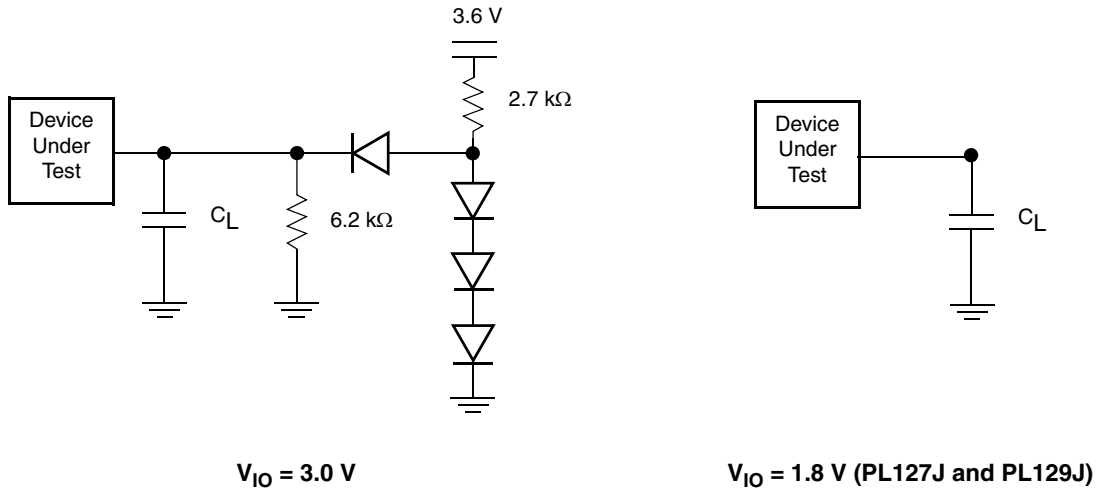 3.6 V
2.7 kΩ
Device
Under
Test
C_L
6.2 kΩ
Device
Under
Test
C_L
V_IO = 3.0 V
V_IO = 1.8 V (PL127J and PL129J)